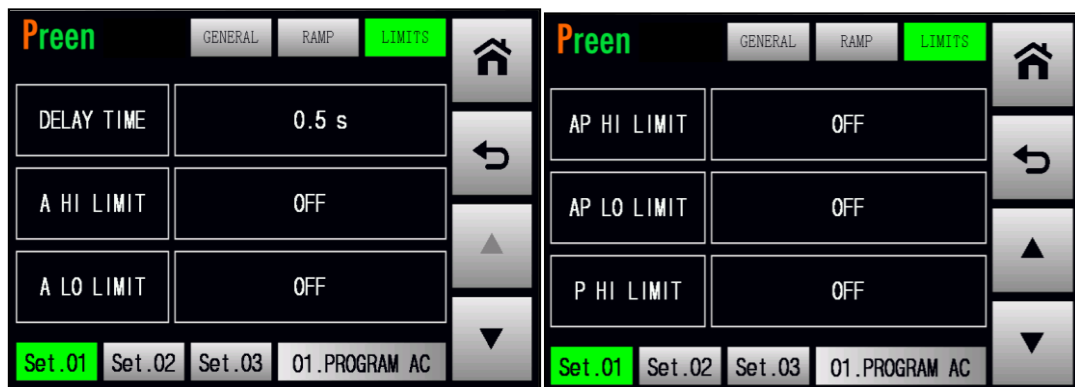 Preen GENERAL RAMP LIMITS
DELAY TIME 0.5 s
A HI LIMIT OFF
A LO LIMIT OFF
Set.01 Set.02 Set.03 01.PROGRAM AC
Preen GENERAL RAMP LIMITS
AP HI LIMIT OFF
AP LO LIMIT OFF
P HI LIMIT OFF
Set.01 Set.02 Set.03 01.PROGRAM AC